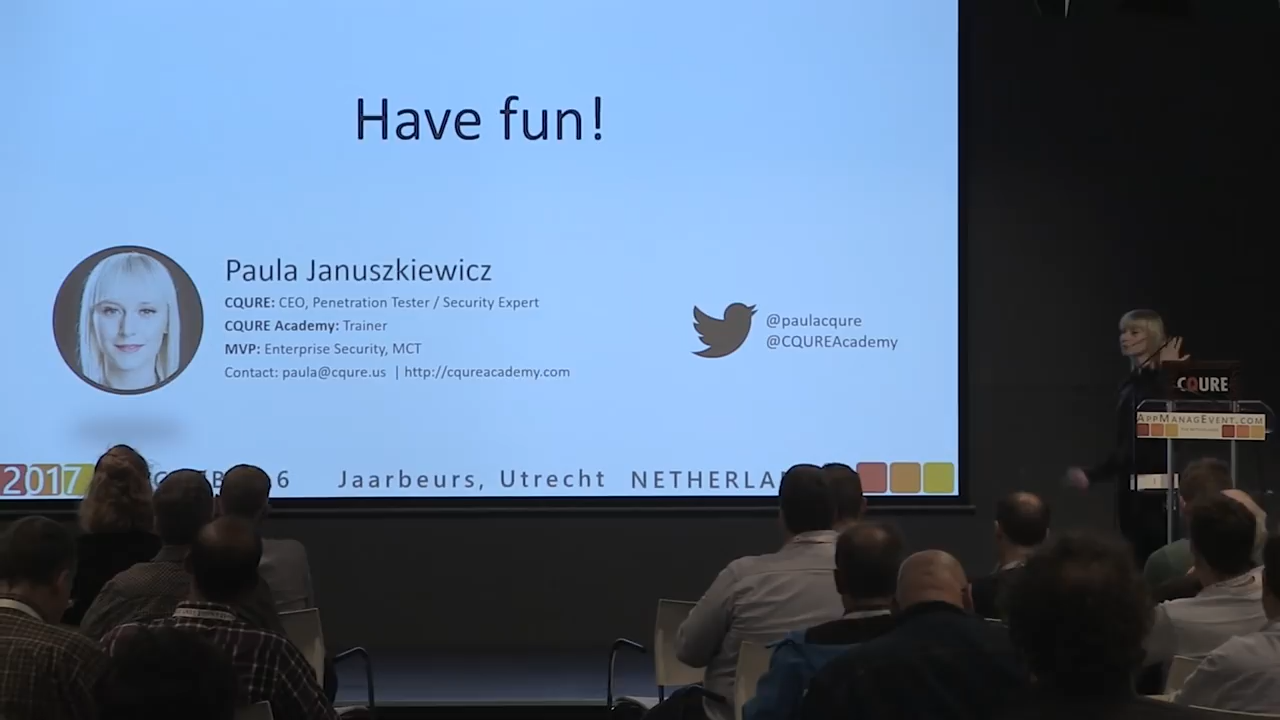 Have fun!
Paula Januszkiewicz
CQURE: CEO, Penetration Tester / Security Expert
CQURE Academy: Trainer
MVP: Enterprise Security, MCT
Contact: paula@cqure.us | http://cqureacademy.com
@paulacqure
@CQUREAcademy
2017
6 Jaarbeurs, Utrecht NETHERLA
CQURE
APPMANAGEVENT.COM